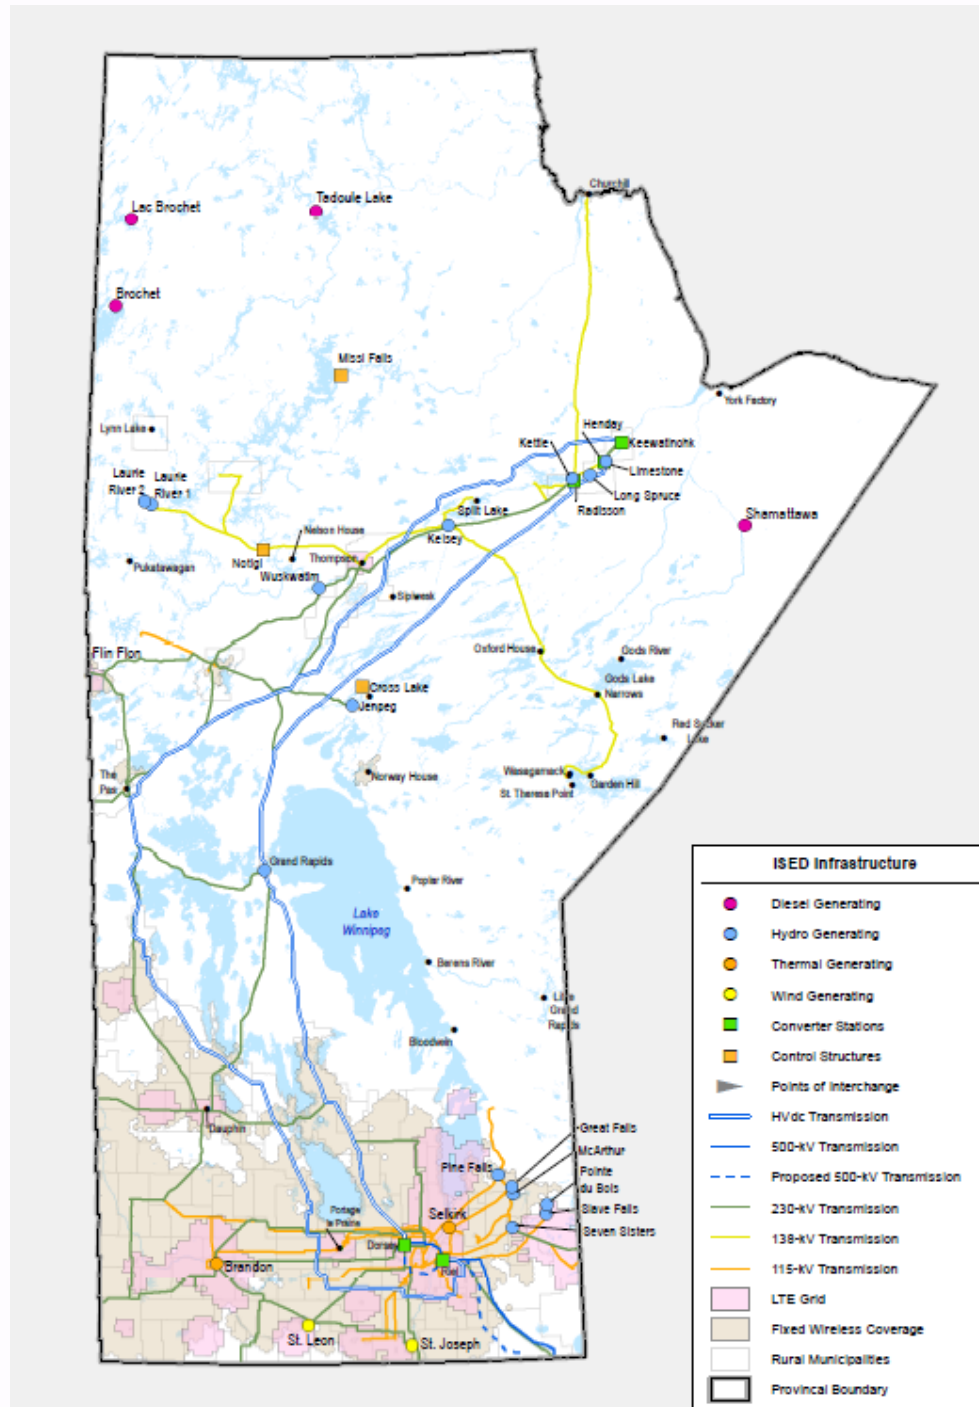 Churchill
Lac Brochet
Tadoule Lake
Brochet
Missi Falls
York Factory
Lynn Lake
Henday
Kettle
Keewatinohk
Limestone
Laurie
River 2
Laurie
River 1
Long Spruce
Split Lake
Radisson
Shamattawa
Nelson House
Kelsey
Notigi
Thompson
Pukatawagan
Wuskwatim
Sipiwesk
Flin Flon
Oxford House
Gods River
Cross Lake
Gods Lake
Narrows
Jenpeg
Red Sucker
Lake
The
Pas
Norway House
Wasagamack
Garden Hill
St. Theresa Point
Grand Rapids
Poplar River
Lake
Winnipeg
Berens River
Little
Grand
Rapids
Bloodvein
Dauphin
Great Falls
McArthur
Pine Falls
Pointe
du Bois
Slave Falls
Portage
la Prairie
Selkirk
Seven Sisters
Dorsey
Riel
Brandon
St. Leon
St. Joseph
ISED Infrastructure
Diesel Generating
Hydro Generating
Thermal Generating
Wind Generating
Converter Stations
Control Structures
Points of Interchange
HVdc Transmission
500-kV Transmission
Proposed 500-kV Transmission
230-kV Transmission
138-kV Transmission
115-kV Transmission
LTE Grid
Fixed Wireless Coverage
Rural Municipalities
Provincal Boundary